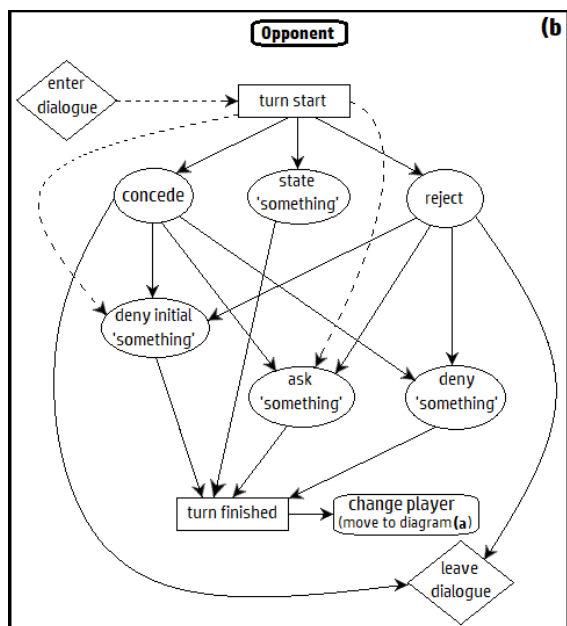 Opponent
(b
enter
dialogue
turn start
concede
state
'something'
reject
deny initial
'something'
ask
'something'
deny
'something'
turn finished
change player
(move to diagram (a)
leave
dialogue